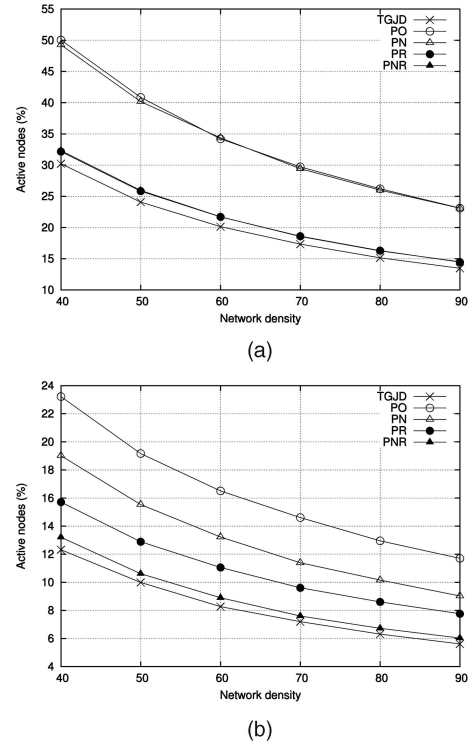 55
50
45
40
35
30
25
20
15
10
Active nodes (%)
TGJD
PO
PN
PR
PNR
40 50 60 70 80 90
Network density
(a)
24
22
20
18
16
14
12
10
8
6
4
Active nodes (%)
TGJD
PO
PN
PR
PNR
40 50 60 70 80 90
Network density
(b)